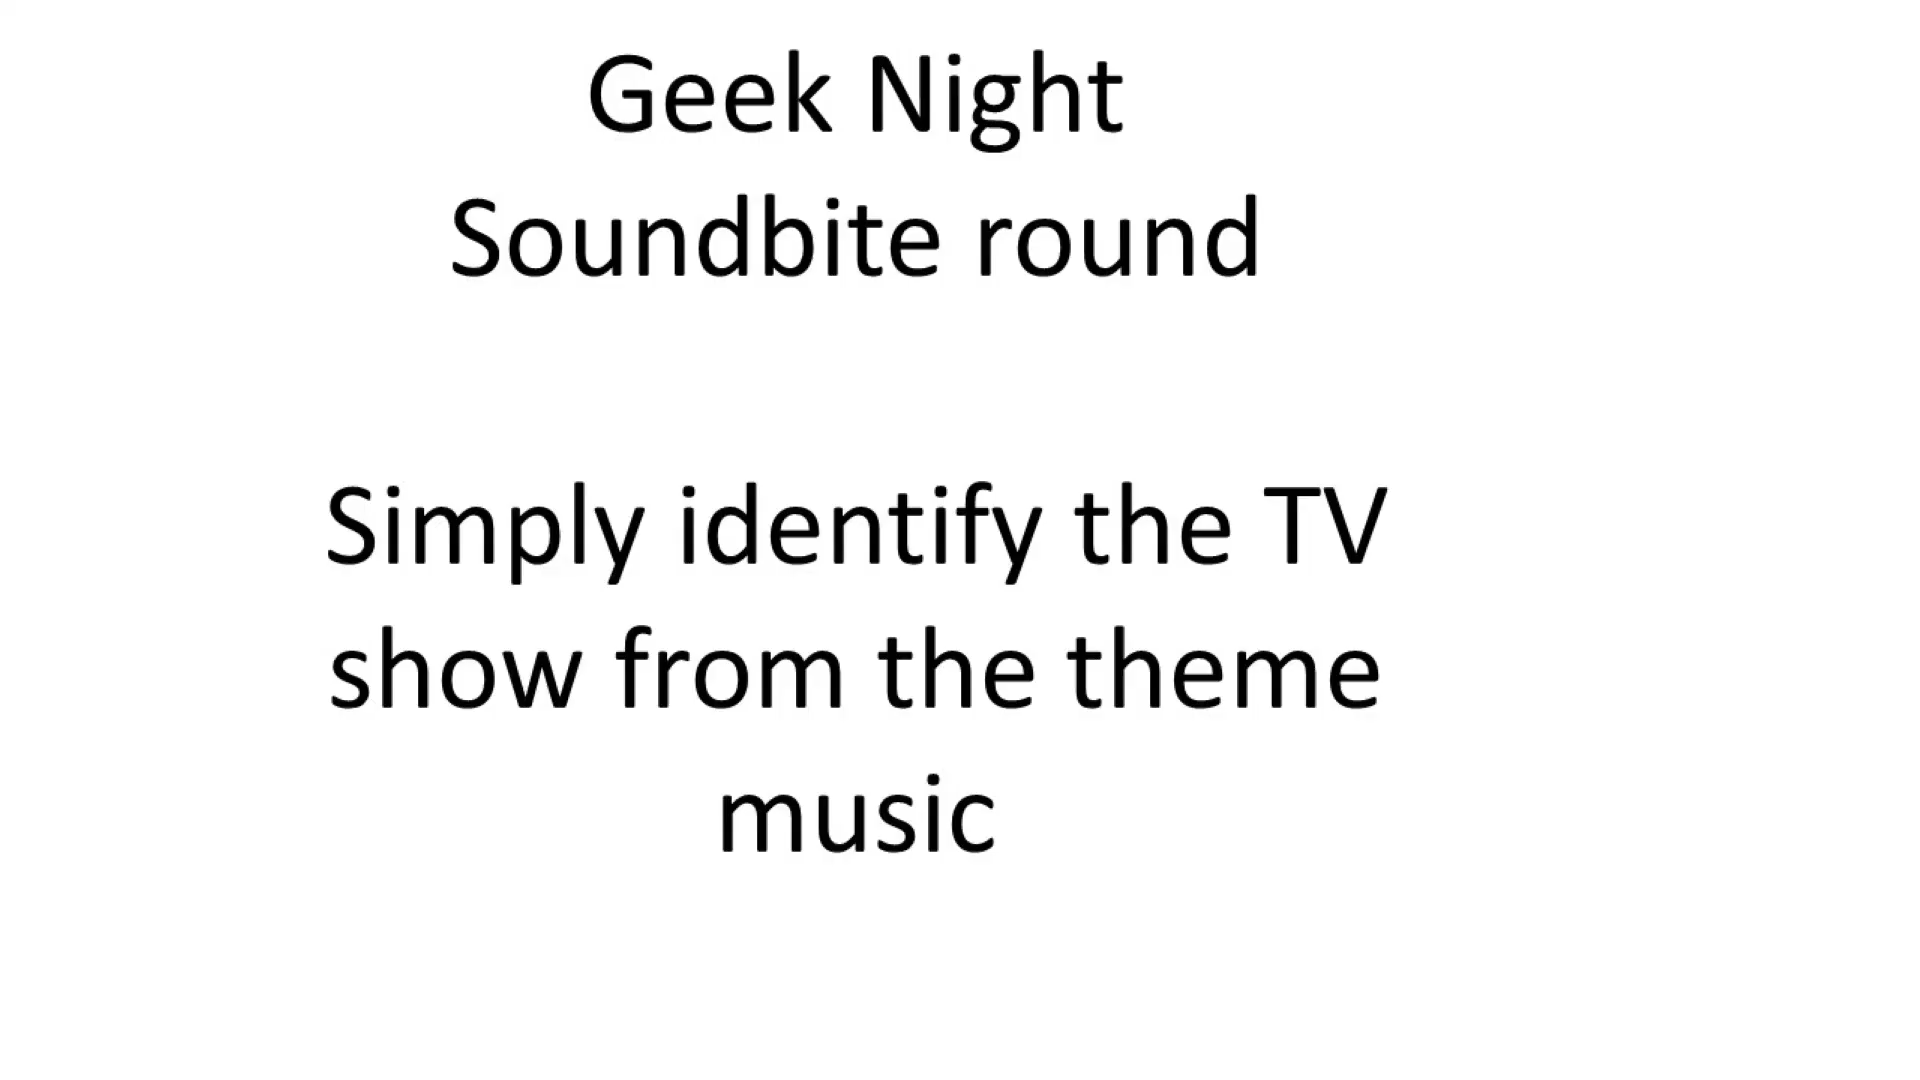 Geek Night
Soundbite round
Simply identify the TV
show from the theme
music